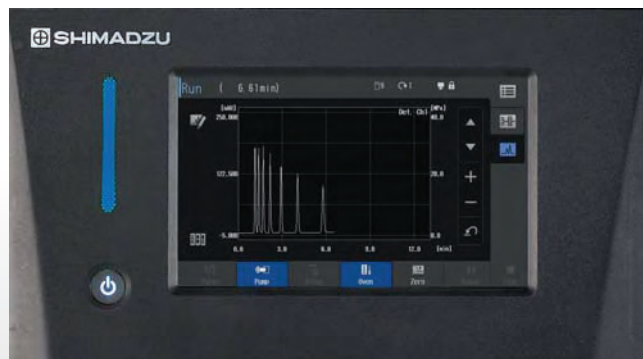 SHIMADZU
Run ( 6 61min)
[mAU] Det. Ch1 [MPa]
250.000 40.0
122.500 20.0
-5.000 0.0
0.0 3.0 6.0 9.0 12.0 [min]
Pump Oven Zero